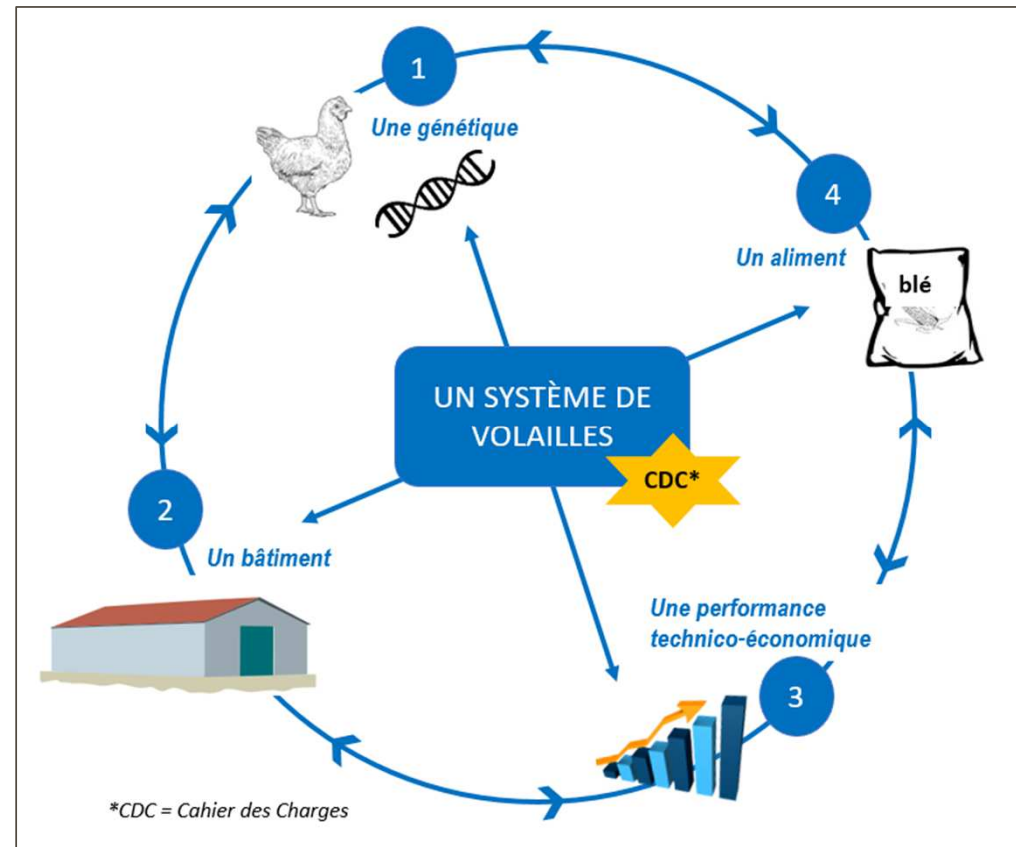 1
Une génétique
4
Un aliment
blé
UN SYSTÈME DE
VOLAILLES
CDC*
2
Un bâtiment
Une performance
technico-économique
3
*CDC = Cahier des Charges